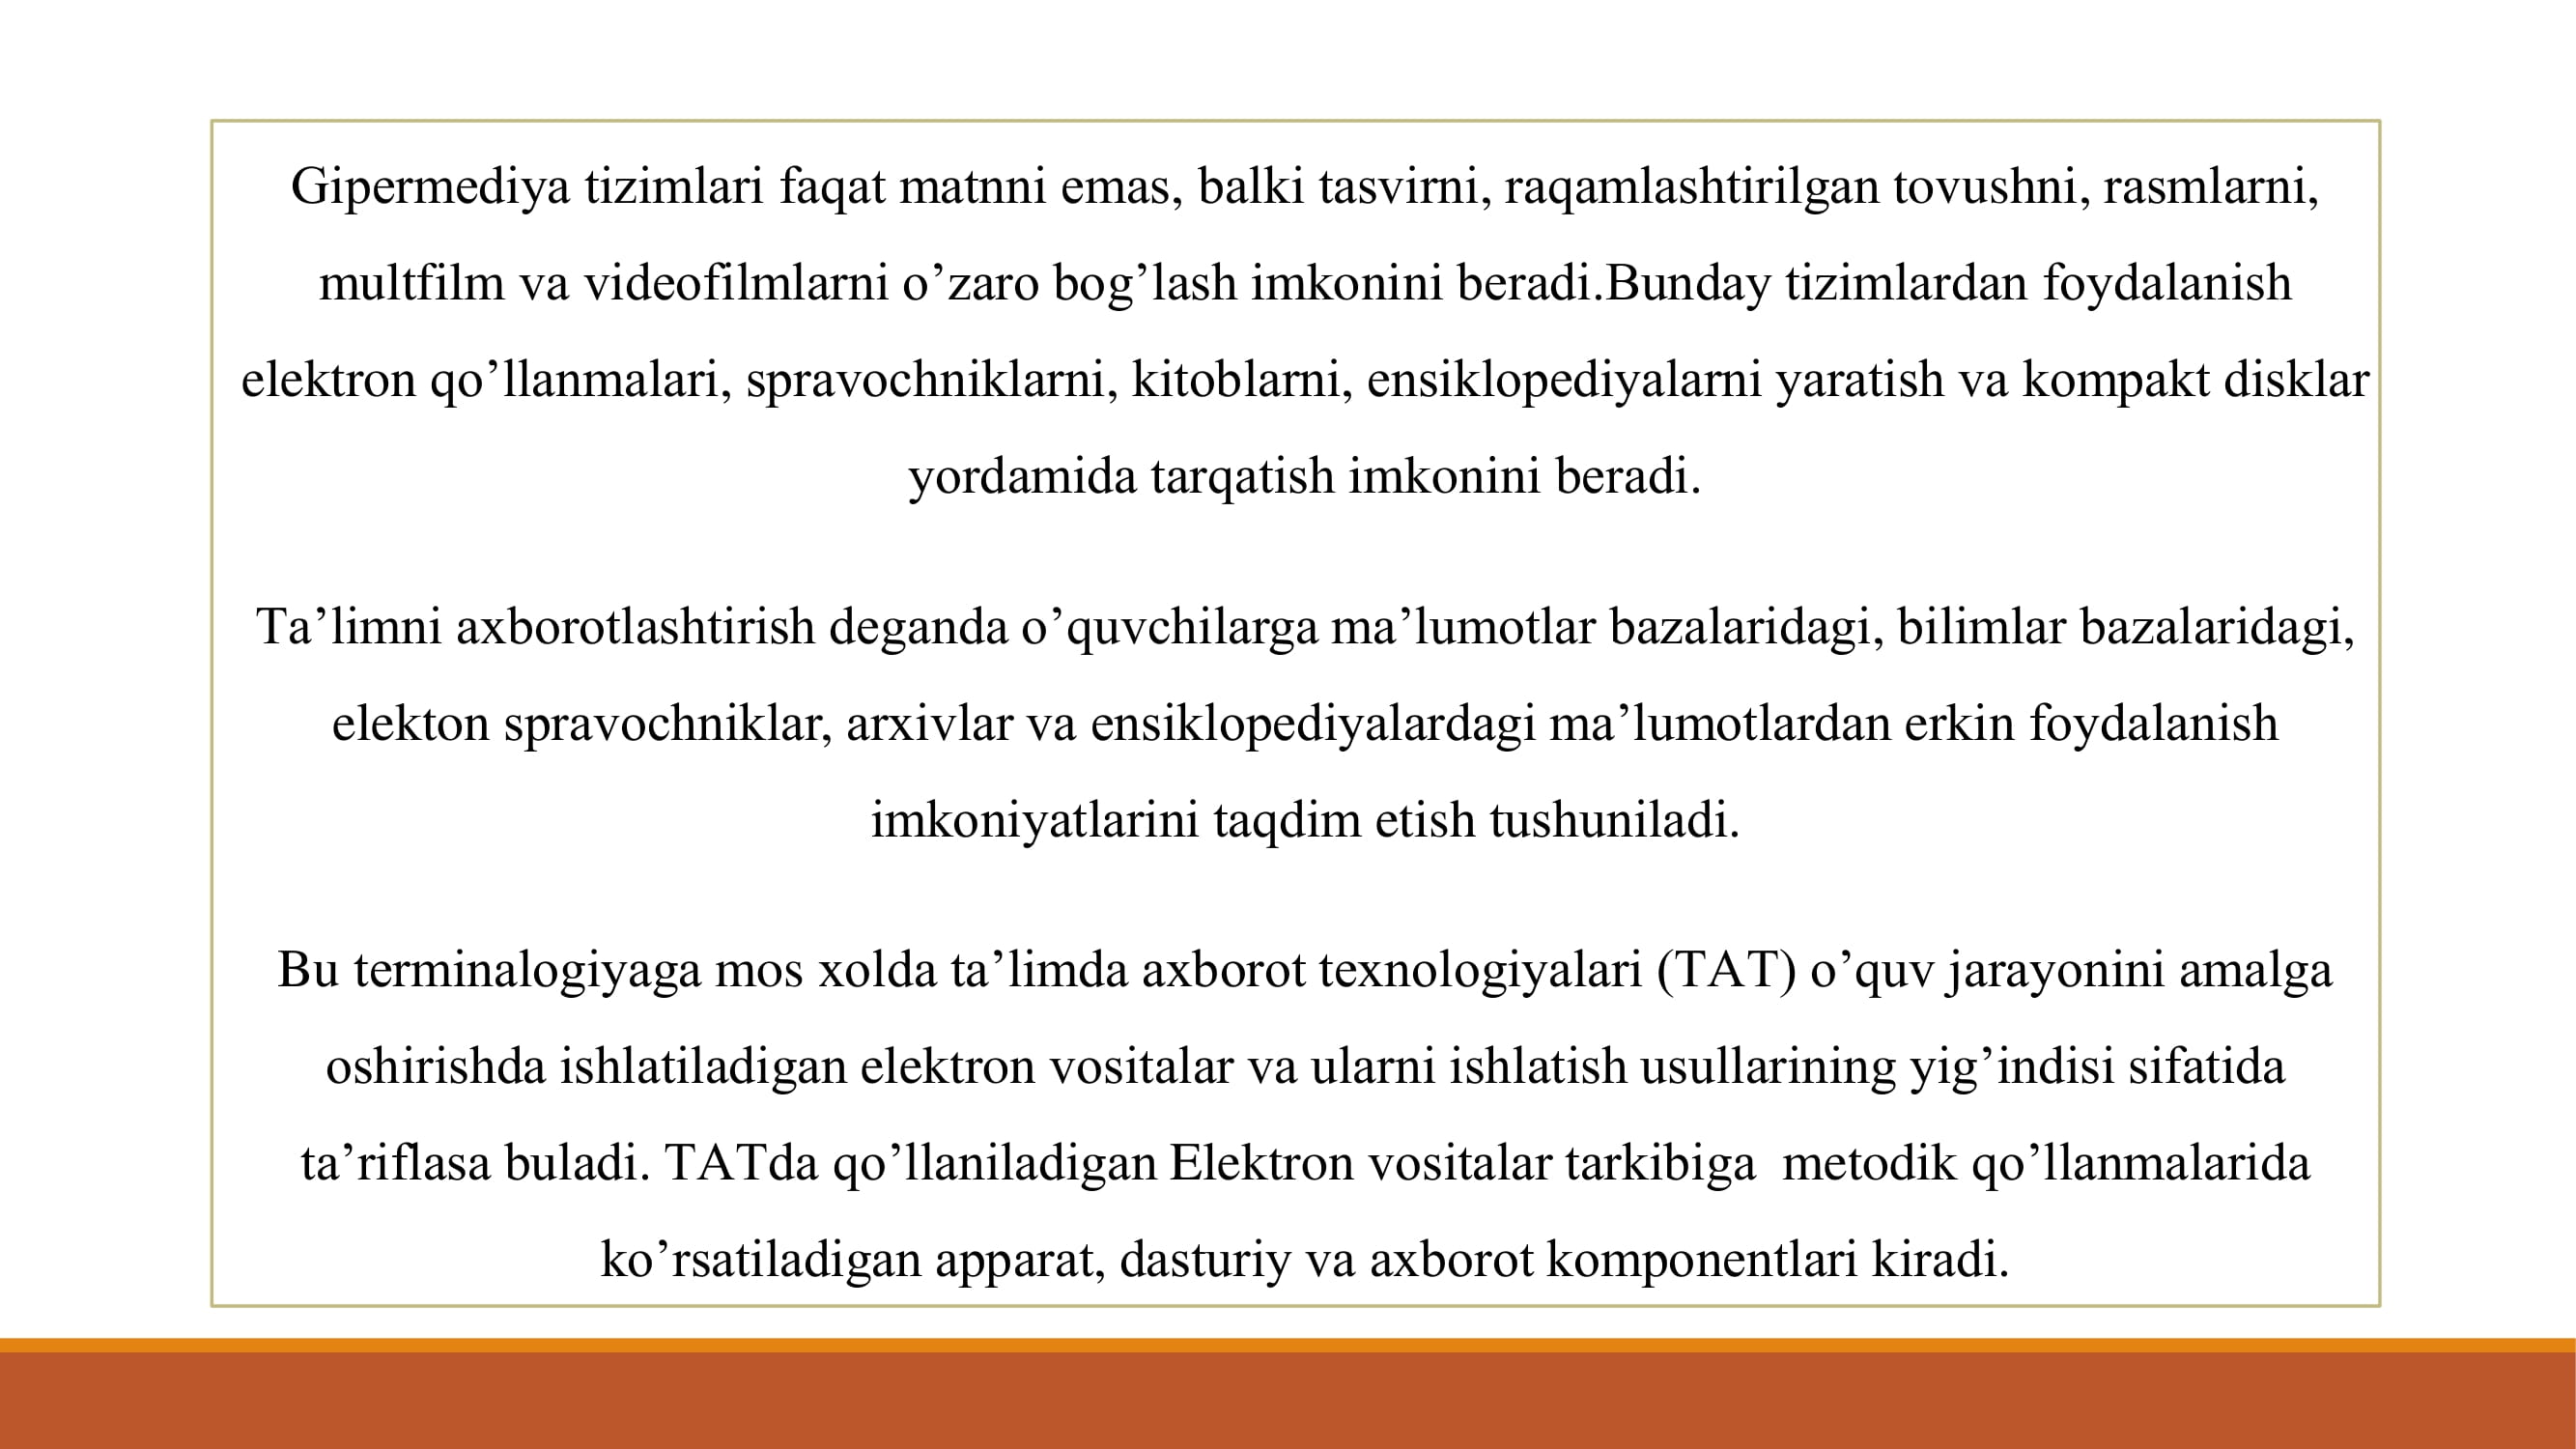 Gipermediya tizimlari faqat matnni emas, balki tasvirni, raqamlashtirilgan tovushni, rasmlarni,
multfilm va videofilmlarni o’zaro bog’lash imkonini beradi.Bunday tizimlardan foydalanish
elektron qo’llanmalari, spravochniklarni, kitoblarni, ensiklopediyalarni yaratish va kompakt disklar
yordamida tarqatish imkonini beradi.
Ta’limni axborotlashtirish deganda o’quvchilarga ma’lumotlar bazalaridagi, bilimlar bazalaridagi,
elekton spravochniklar, arxivlar va ensiklopediyalardagi ma’lumotlardan erkin foydalanish
imkoniyatlarini taqdim etish tushuniladi.
Bu terminalogiyaga mos xolda ta’limda axborot texnologiyalari (TAT) o’quv jarayonini amalga
oshirishda ishlatiladigan elektron vositalar va ularni ishlatish usullarining yig’indisi sifatida
ta’riflasa buladi. TATda qo’llaniladigan Elektron vositalar tarkibiga  metodik qo’llanmalarida
ko’rsatiladigan apparat, dasturiy va axborot komponentlari kiradi.